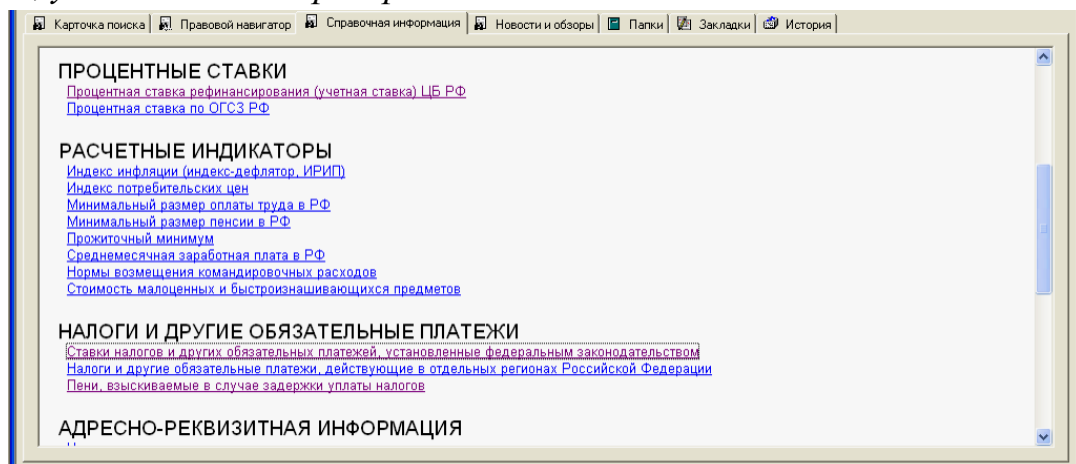 Карточка поиска Правовой навигатор Справочная информация Новости и обзоры Папки Закладки История
ПРОЦЕНТНЫЕ СТАВКИ
Процентная ставка рефинансирования (учетная ставка) ЦБ РФ
Процентная ставка по ОГСЗ РФ
РАСЧЕТНЫЕ ИНДИКАТОРЫ
Индекс инфляции (индекс-дефлятор, ИРИП)
Индекс потребительских цен
Минимальный размер оплаты труда в РФ
Минимальный размер пенсии в РФ
Прожиточный минимум
Среднемесячная заработная плата в РФ
Нормы возмещения командировочных расходов
Стоимость малоценных и быстроизнашивающихся предметов
НАЛОГИ И ДРУГИЕ ОБЯЗАТЕЛЬНЫЕ ПЛАТЕЖИ
Ставки налогов и других обязательных платежей, установленные федеральным законодательством
Налоги и другие обязательные платежи, действующие в отдельных регионах Российской Федерации
Пени, взыскиваемые в случае задержки уплаты налогов
АДРЕСНО-РЕКВИЗИТНАЯ ИНФОРМАЦИЯ